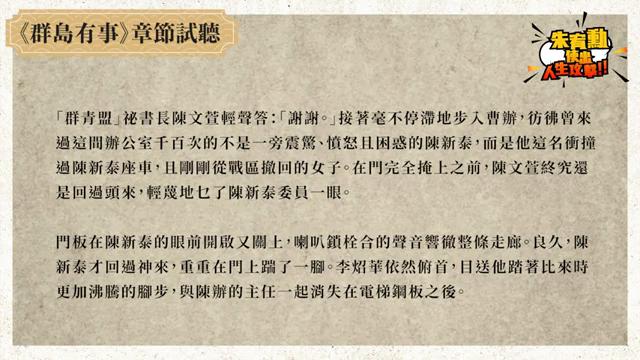 《群島有事》章節試聽
朱宥勳
使出
人生攻擊!!
「群青盟」祕書長陳文萱輕聲答：「謝謝。」接著毫不停滯地步入曹辦，彷彿曾來
過這間辦公室千百次的不是一旁震驚、憤怒且困惑的陳新泰，而是他這名衝撞
過陳新泰座車，且剛剛從戰區撤回的女子。在門完全掩上之前，陳文萱終究還
是回過頭來，輕蔑地乜了陳新泰委員一眼。
門板在陳新泰的眼前開啟又關上，喇叭鎖栓合的聲音響徹整條走廊。良久，陳
新泰才回過神來，重重在門上踹了一腳。李炤華依然俯首，目送他踏著比來時
更加沸騰的腳步，與陳辦的主任一起消失在電梯鋼板之後。